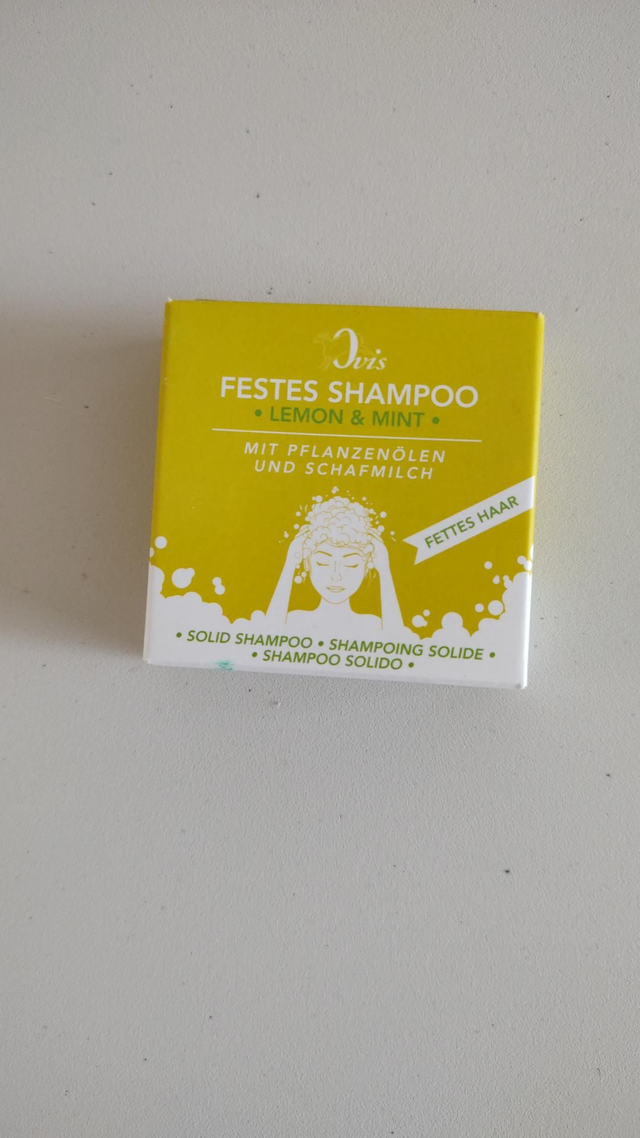 Ovis
FESTES SHAMPOO
• LEMON & MINT •
MIT PFLANZENÖLEN
UND SCHAFMILCH
FETTES HAAR
• SOLID SHAMPOO • SHAMPOING SOLIDE •
• SHAMPOO SOLIDO •